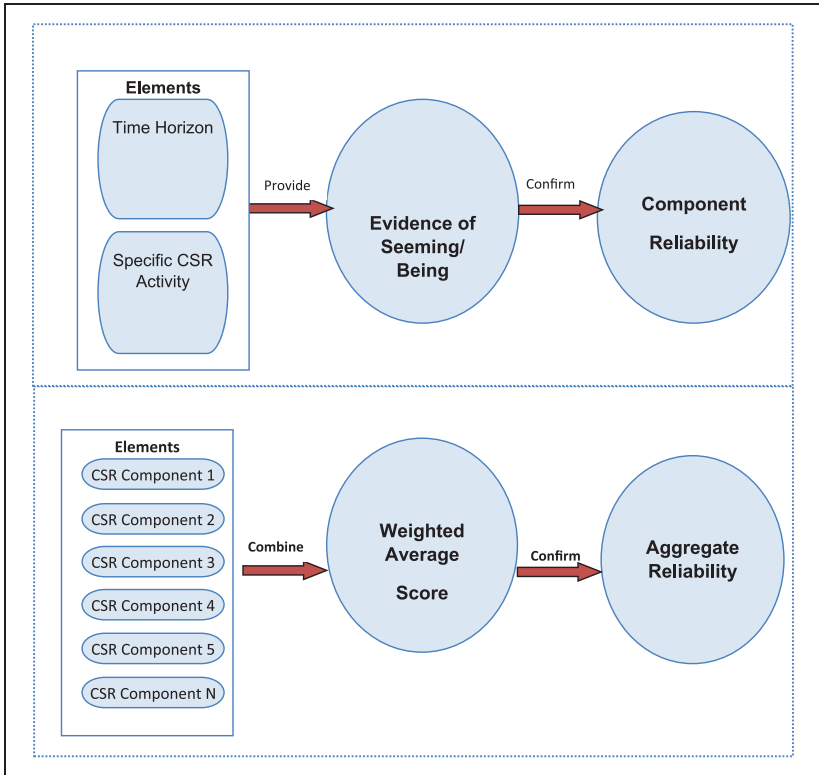 Elements
Time Horizon
Specific CSR
Activity
Provide
Evidence of
Seeming/
Being
Confirm
Component
Reliability
Elements
CSR Component 1
CSR Component 2
CSR Component 3
CSR Component 4
CSR Component 5
CSR Component N
Combine
Weighted
Average
Score
Confirm
Aggregate
Reliability